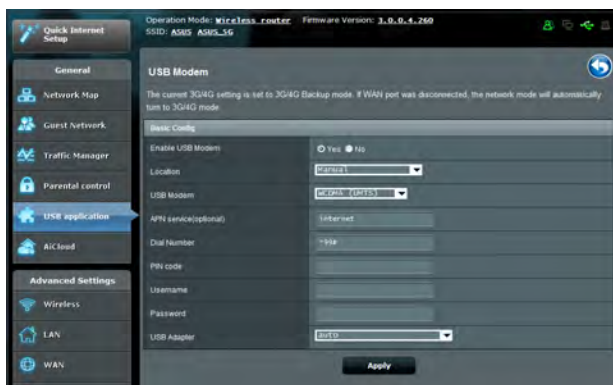 Quick Internet
Setup
Operation Mode: Wireless router Firmware Version: 3.0.0.4.260
SSID: ASUS ASUS_5G
General
Network Map
Guest Network
Traffic Manager
Parental control
USB application
AiCloud
Advanced Settings
Wireless
LAN
WAN
USB Modem
The current 3G/4G setting is set to 3G/4G Backup mode. If WAN port was disconnected, the network mode will automatically
turn to 3G/4G mode.
Basic Config
Enable USB Modem Yes No
Location Manual
USB Modem WCDMA (UMTS)
APN service(optional) internet
Dial Number
PIN code
Username
Password
USB Adapter auto
Apply